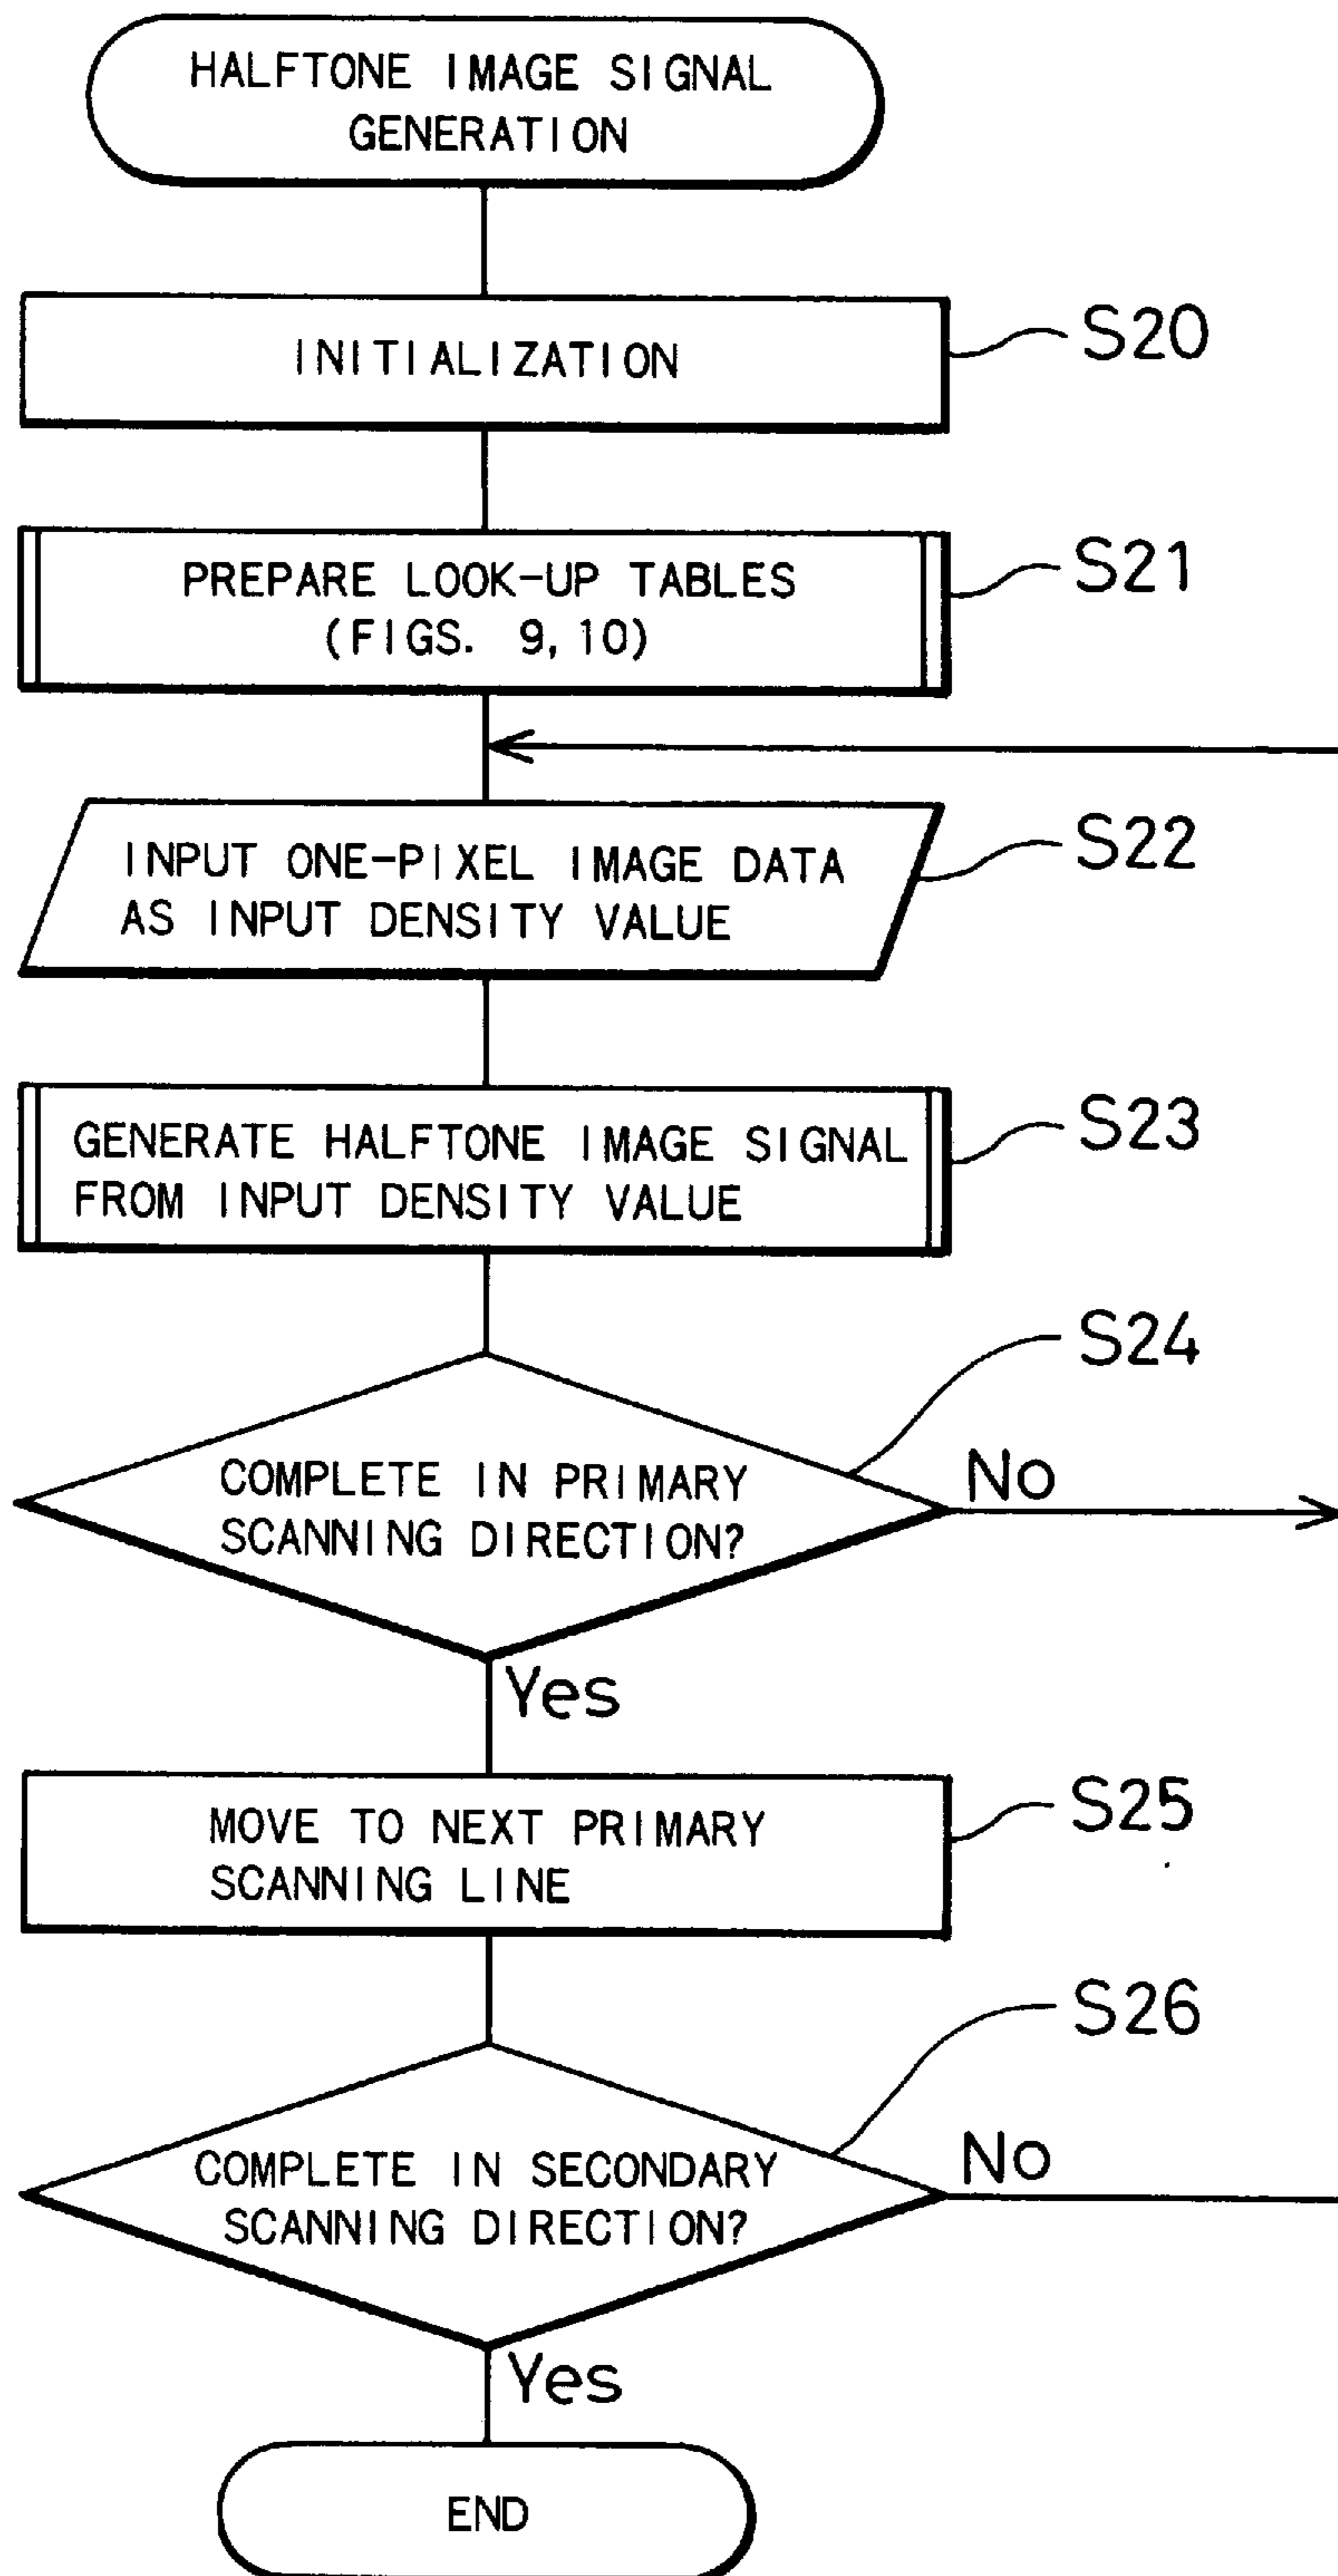 HALFTONE IMAGE SIGNAL
GENERATION
INITIALIZATION
S20
PREPARE LOOK-UP TABLES
(FIGS. 9, 10)
S21
INPUT ONE-PIXEL IMAGE DATA
AS INPUT DENSITY VALUE
S22
GENERATE HALFTONE IMAGE SIGNAL
FROM INPUT DENSITY VALUE
S23
S24
COMPLETE IN PRIMARY
SCANNING DIRECTION?
No
Yes
MOVE TO NEXT PRIMARY
SCANNING LINE
S25
S26
COMPLETE IN SECONDARY
SCANNING DIRECTION?
No
Yes
END